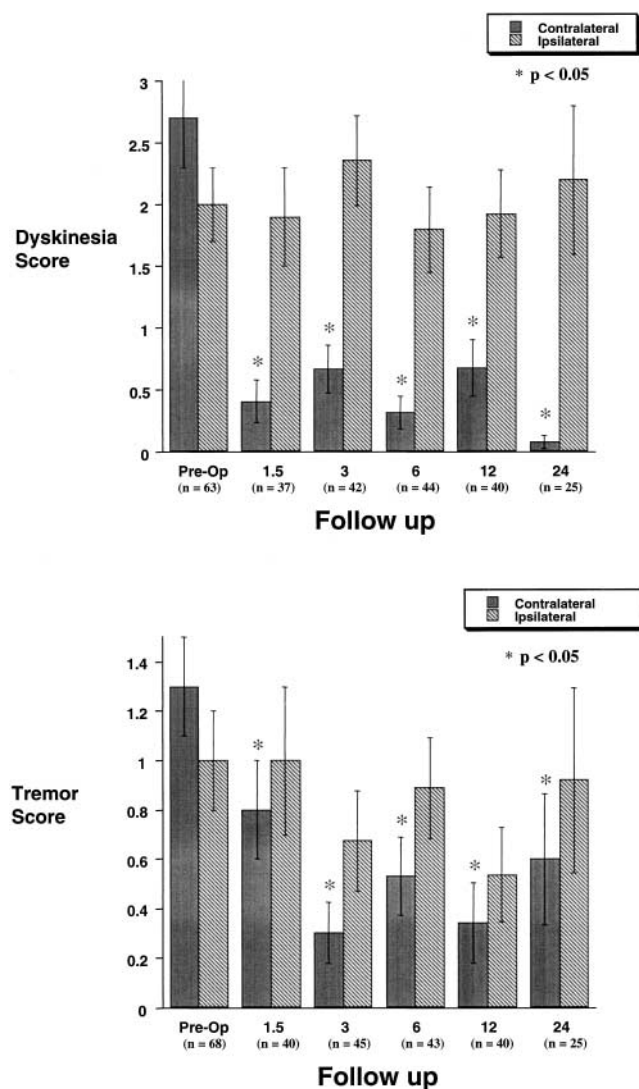 Contralateral
Ipsilateral
* p < 0.05
3
2.5
2
1.5
1
0.5
0
Dyskinesia
Score
*
*
*
*
*
Pre-Op 1.5 3 6 12 24
(n = 63) (n = 37) (n = 42) (n = 44) (n = 40) (n = 25)
Follow up
Contralateral
Ipsilateral
* p < 0.05
1.4
1.2
1
0.8
0.6
0.4
0.2
0
Tremor
Score
*
*
*
*
*
Pre-Op 1.5 3 6 12 24
(n = 68) (n = 40) (n = 45) (n = 43) (n = 40) (n = 25)
Follow up